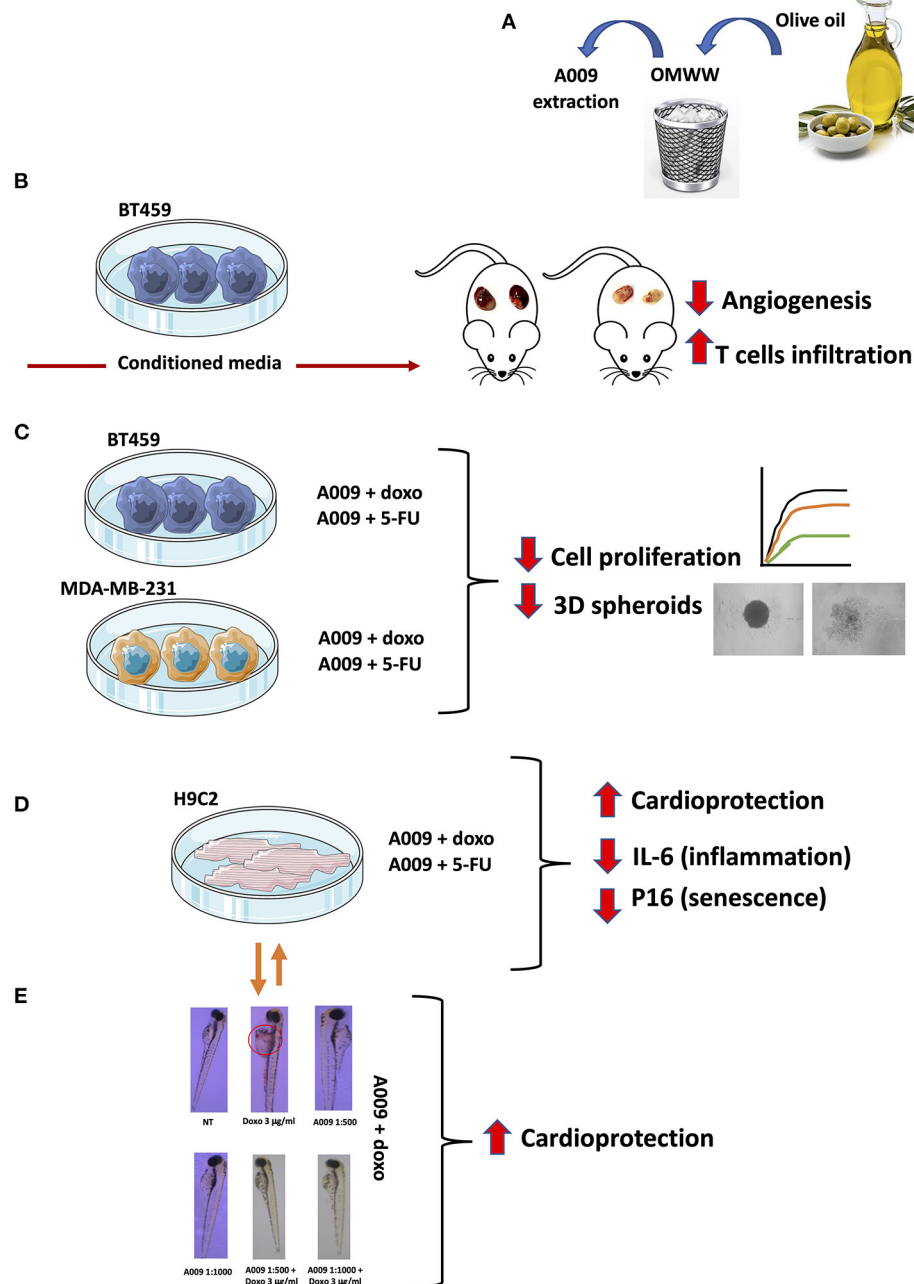 A
Olive oil
A009
extraction
OMWW
B
BT459
Conditioned media
Angiogenesis
T cells infiltration
C
BT459
A009 + doxo
A009 + 5-FU
MDA-MB-231
A009 + doxo
A009 + 5-FU
Cell proliferation
3D spheroids
D
H9C2
A009 + doxo
A009 + 5-FU
Cardioprotection
IL-6 (inflammation)
P16 (senescence)
E
NT
Doxo 3 µg/ml
A009 1:500
A009 1:1000
A009 1:500 +
Doxo 3 µg/ml
A009 1:1000 +
Doxo 3 µg/ml
A009 + doxo
Cardioprotection